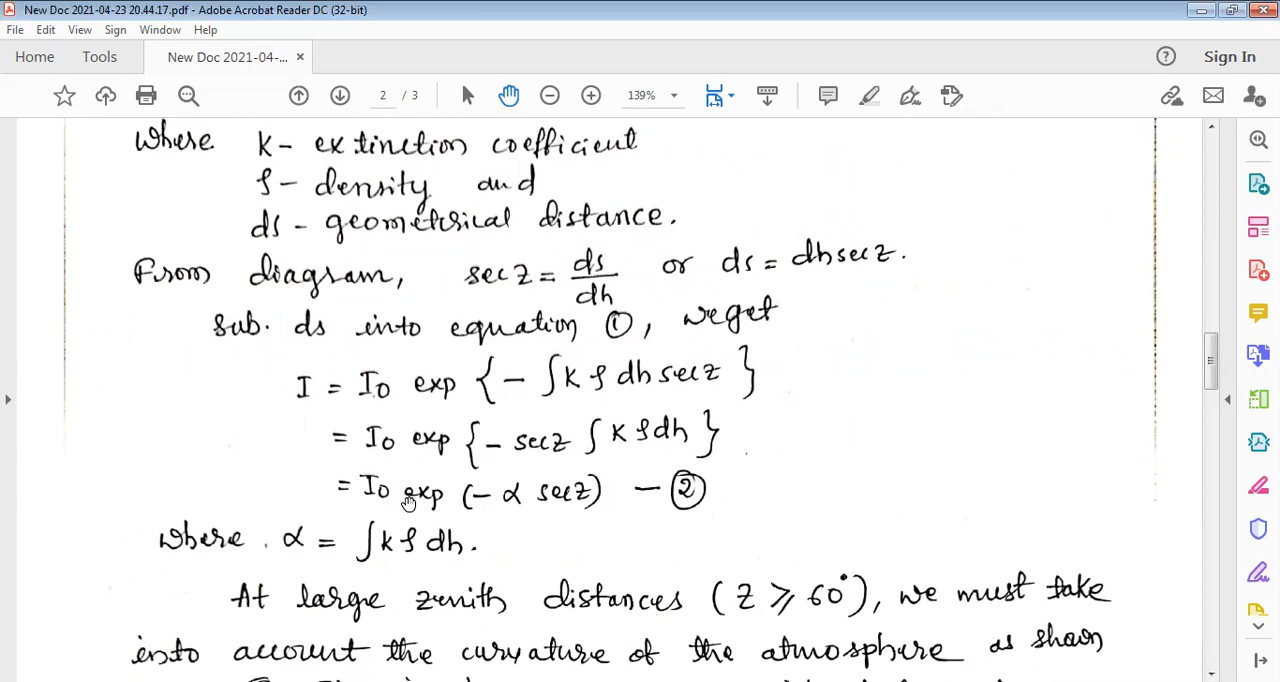 New Doc 2021-04-23 20.44.17.pdf - Adobe Acrobat Reader DC (32-bit)
File Edit View Sign Window Help
Home Tools New Doc 2021-04-... × Sign In
2 / 3 139%
Where K - extinction coefficient
ρ - density and
ds - geometrical distance.
From diagram, sec z = ds/dh or ds = dh sec z.
Sub. ds into equation ①, we get
I = I₀ exp { - ∫ K ρ dh sec z }
= I₀ exp { - sec z ∫ K ρ dh }
= I₀ exp (- α sec z) — ②
where . α = ∫ K ρ dh.
At large zenith distances ( Z ⩾ 60° ), we must take
into account the curvature of the atmosphere as shown